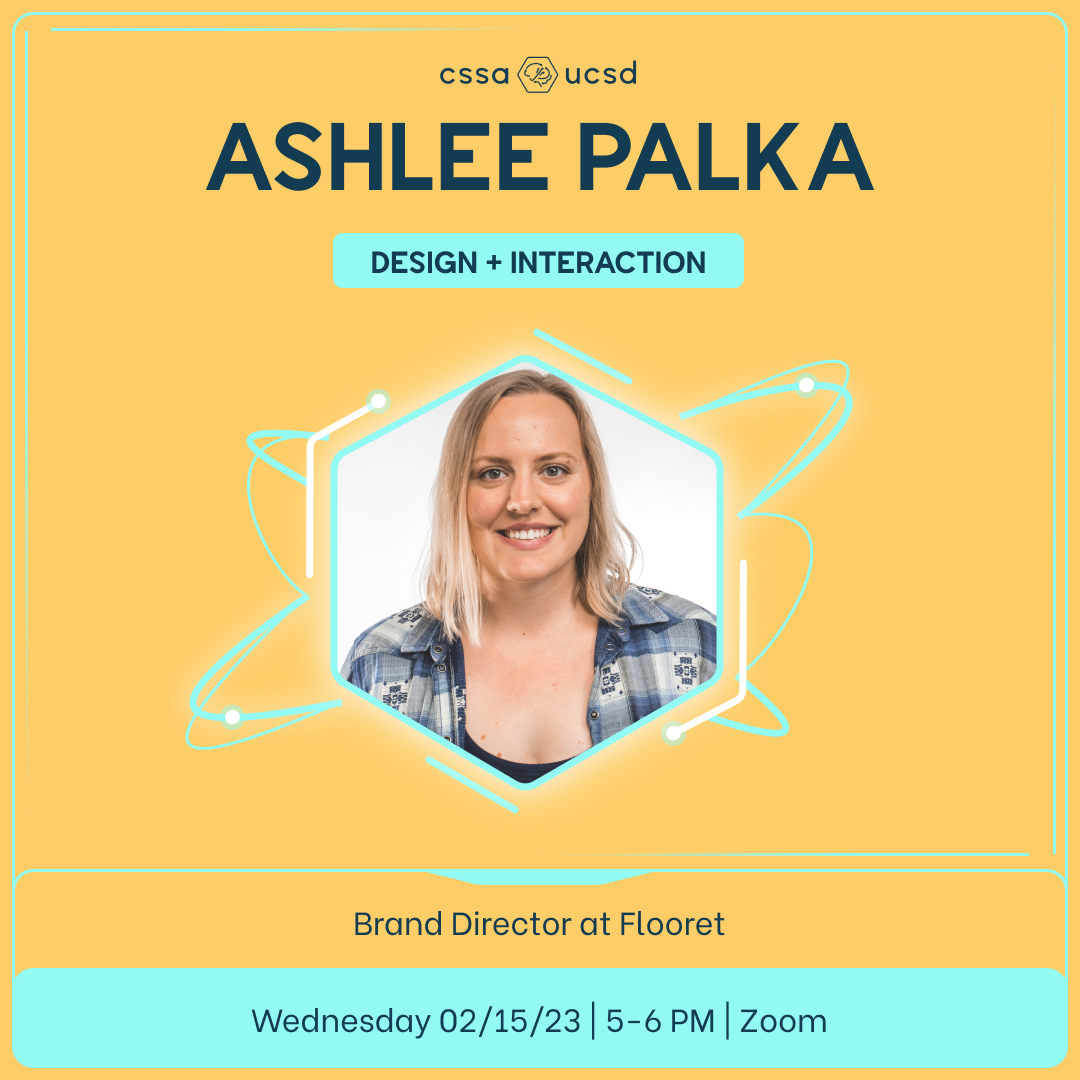 cssa ucsd
ASHLEE PALKA
DESIGN + INTERACTION
Brand Director at Flooret
Wednesday 02/15/23 | 5-6 PM | Zoom